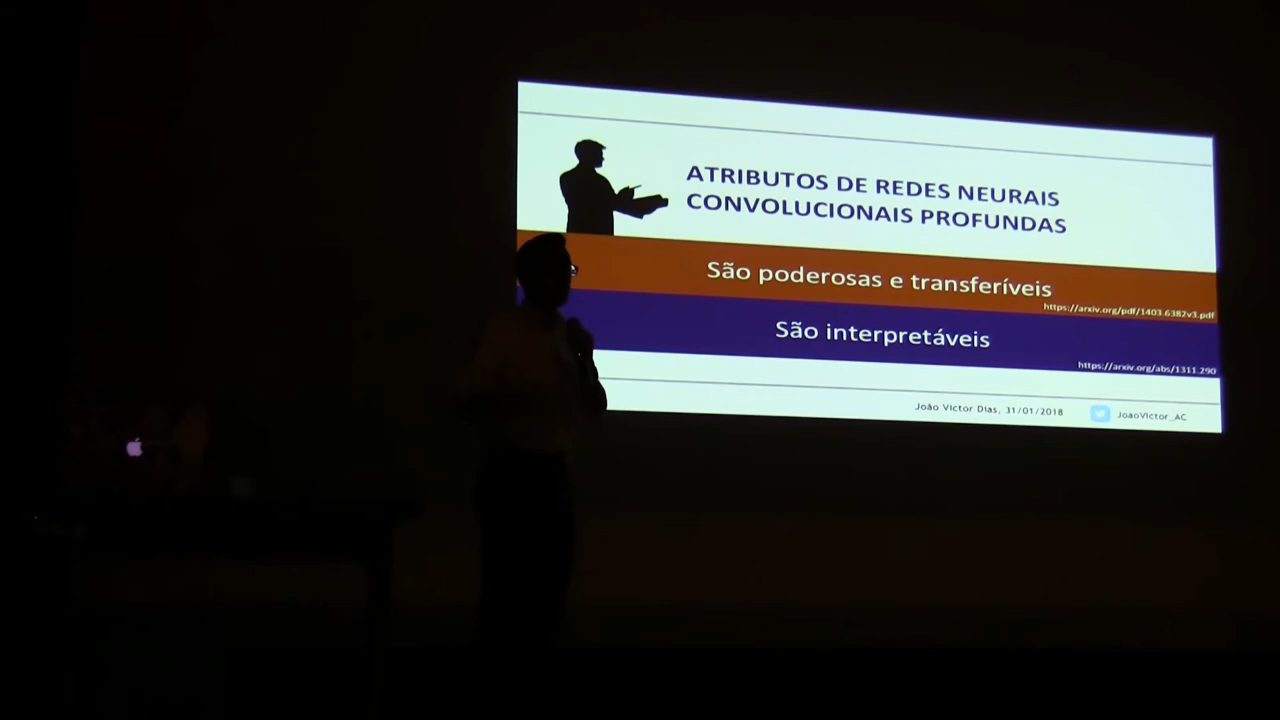 ATRIBUTOS DE REDES NEURAIS
CONVOLUCIONAIS PROFUNDAS
São poderosas e transferíveis
https://arxiv.org/pdf/1403.6382v3.pdf
São interpretáveis
https://arxiv.org/abs/1311.290
João Victor Dias, 31/01/2018
JoaoVictor_AC